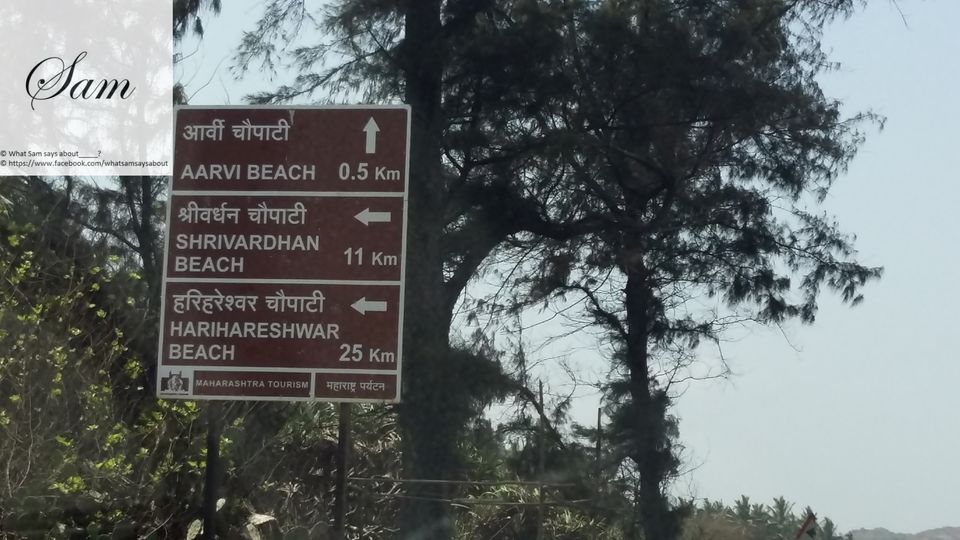 Sam
© What Sam says about_____?
© https://www.facebook.com/whatsamsaysabout
आर्वी चौपाटी
AARVI BEACH 0.5 Km
श्रीवर्धन चौपाटी
SHRIVARDHAN
BEACH 11 Km
हरिहरेश्वर चौपाटी
HARIHARESHWAR
BEACH 25 Km
MAHARASHTRA TOURISM महाराष्ट्र पर्यटन